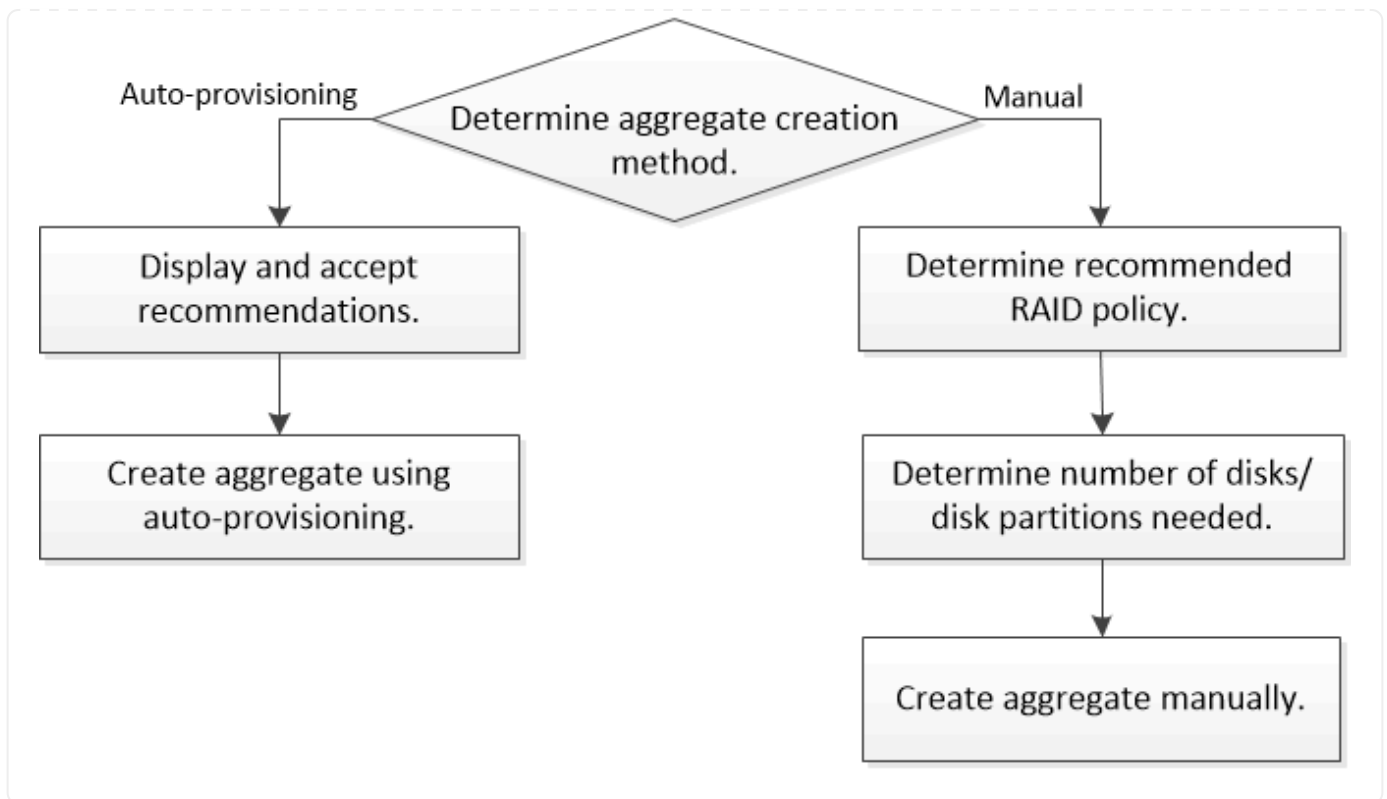 Auto-provisioning
Manual
Determine aggregate creation
method.
Display and accept
recommendations.
Determine recommended
RAID policy.
Create aggregate using
auto-provisioning.
Determine number of disks/
disk partitions needed.
Create aggregate manually.